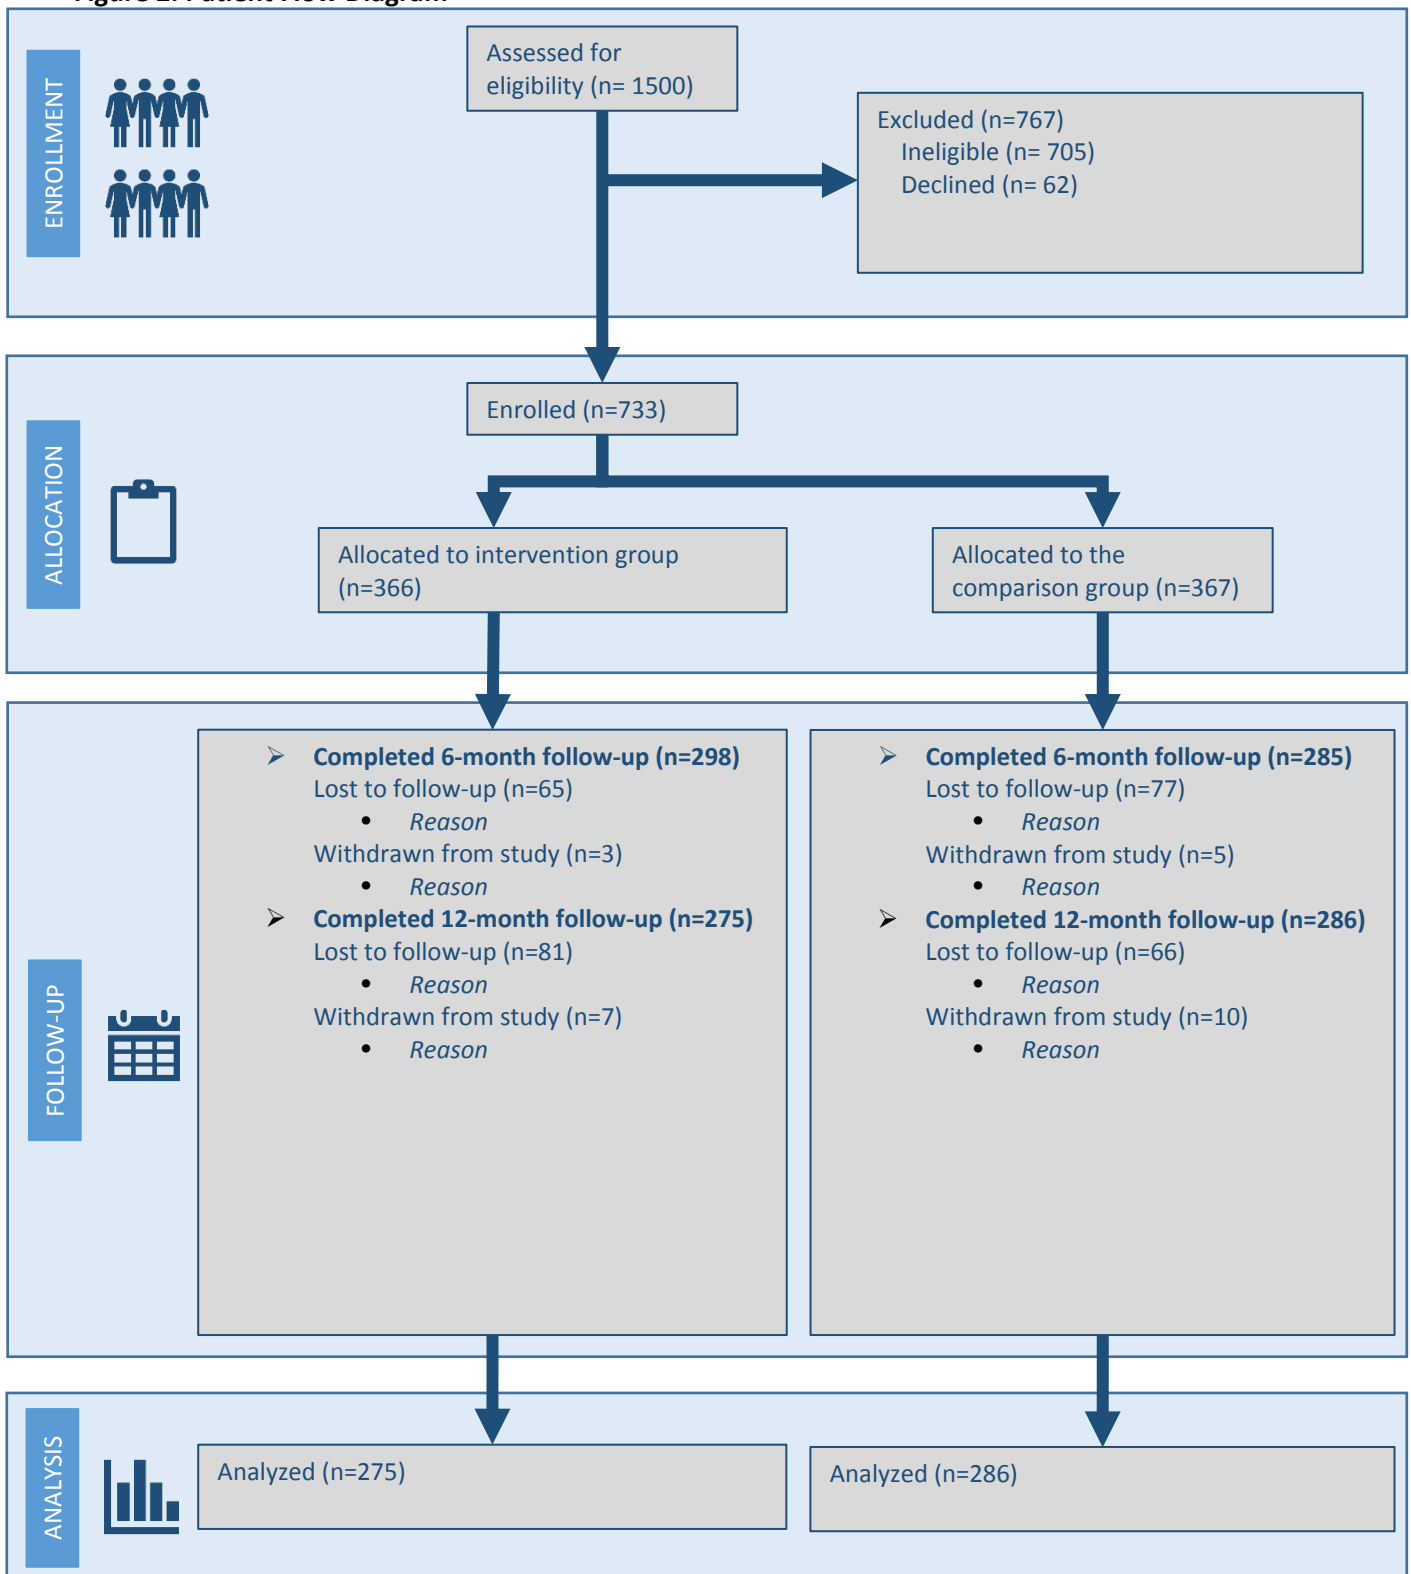 ENROLLMENT
Assessed for
eligibility (n= 1500)
Excluded (n=767)
Ineligible (n= 705)
Declined (n= 62)
ALLOCATION
Enrolled (n=733)
Allocated to intervention group
(n=366)
Allocated to the
comparison group (n=367)
FOLLOW-UP
➢ Completed 6-month follow-up (n=298)
Lost to follow-up (n=65)
• Reason
Withdrawn from study (n=3)
• Reason
➢ Completed 12-month follow-up (n=275)
Lost to follow-up (n=81)
• Reason
Withdrawn from study (n=7)
• Reason
➢ Completed 6-month follow-up (n=285)
Lost to follow-up (n=77)
• Reason
Withdrawn from study (n=5)
• Reason
➢ Completed 12-month follow-up (n=286)
Lost to follow-up (n=66)
• Reason
Withdrawn from study (n=10)
• Reason
ANALYSIS
Analyzed (n=275)
Analyzed (n=286)